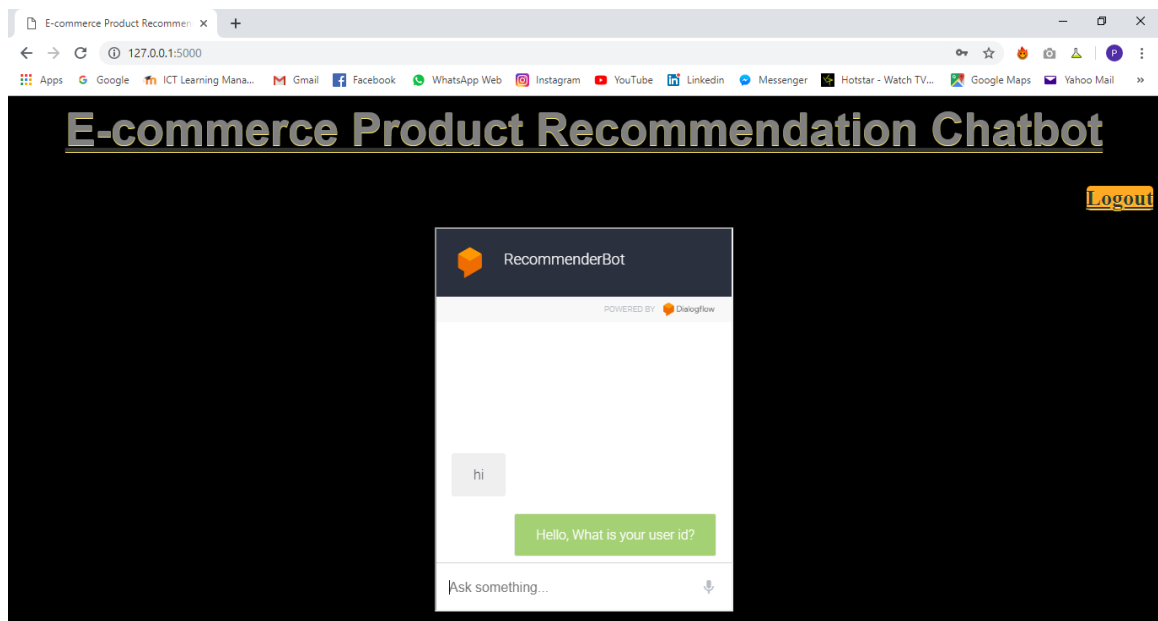 E-commerce Product Recommen
127.0.0.1:5000
P
Apps Google ICT Learning Mana... Gmail Facebook WhatsApp Web Instagram YouTube Linkedin Messenger Hotstar - Watch TV... Google Maps Yahoo Mail »
E-commerce Product Recommendation Chatbot
Logout
RecommenderBot
POWERED BY Dialogflow
hi
Hello, What is your user id?
Ask something...